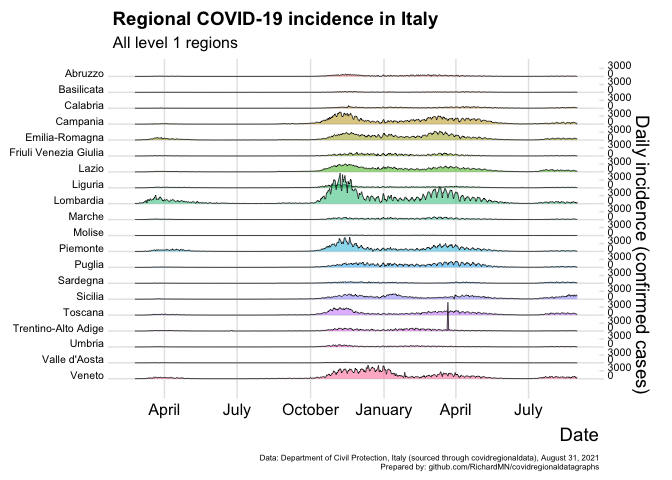 Regional COVID-19 incidence in Italy
All level 1 regions
Abruzzo
Basilicata
Calabria
Campania
Emilia-Romagna
Friuli Venezia Giulia
Lazio
Liguria
Lombardia
Marche
Molise
Piemonte
Puglia
Sardegna
Sicilia
Toscana
Trentino-Alto Adige
Umbria
Valle d'Aosta
Veneto
3000
0
3000
0
3000
0
3000
0
3000
0
3000
0
3000
0
3000
0
3000
0
3000
0
3000
0
3000
0
3000
0
3000
0
3000
0
3000
0
3000
0
3000
0
3000
0
3000
0
Daily incidence (confirmed cases)
April July October January April July
Date
Data: Department of Civil Protection, Italy (sourced through covidregionaldata), August 31, 2021
Prepared by: github.com/RichardMN/covidregionaldatagraphs